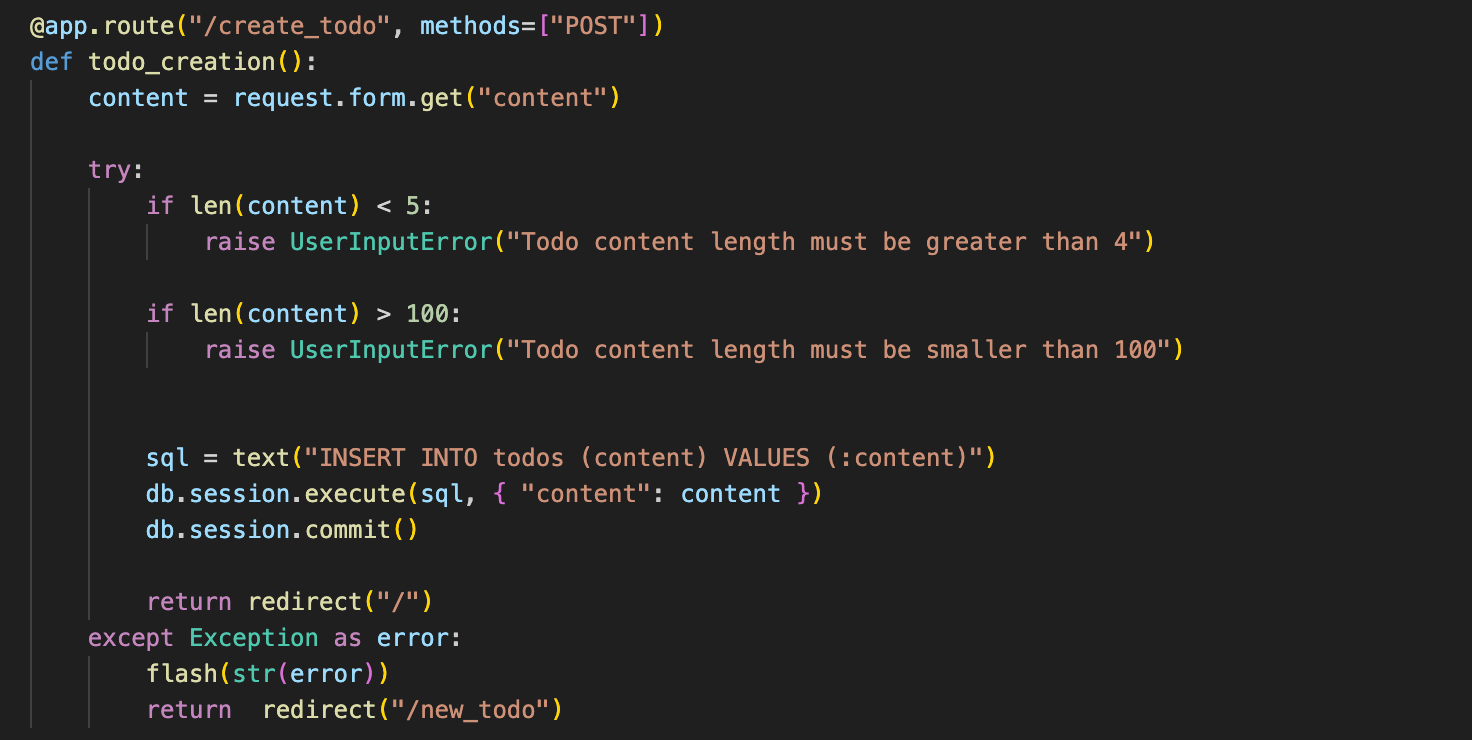 @app.route("/create_todo", methods=["POST"])
def todo_creation():
    content = request.form.get("content")

    try:
        if len(content) < 5:
            raise UserInputError("Todo content length must be greater than 4")

        if len(content) > 100:
            raise UserInputError("Todo content length must be smaller than 100")


        sql = text("INSERT INTO todos (content) VALUES (:content)")
        db.session.execute(sql, { "content": content })
        db.session.commit()

        return redirect("/")
    except Exception as error:
        flash(str(error))
        return  redirect("/new_todo")